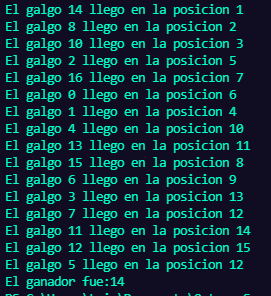 El galgo 14 llego en la posicion 1
El galgo 8 llego en la posicion 2
El galgo 10 llego en la posicion 3
El galgo 2 llego en la posicion 5
El galgo 16 llego en la posicion 7
El galgo 0 llego en la posicion 6
El galgo 1 llego en la posicion 4
El galgo 4 llego en la posicion 10
El galgo 13 llego en la posicion 11
El galgo 15 llego en la posicion 8
El galgo 6 llego en la posicion 9
El galgo 3 llego en la posicion 13
El galgo 7 llego en la posicion 12
El galgo 11 llego en la posicion 14
El galgo 12 llego en la posicion 15
El galgo 5 llego en la posicion 12
El ganador fue:14